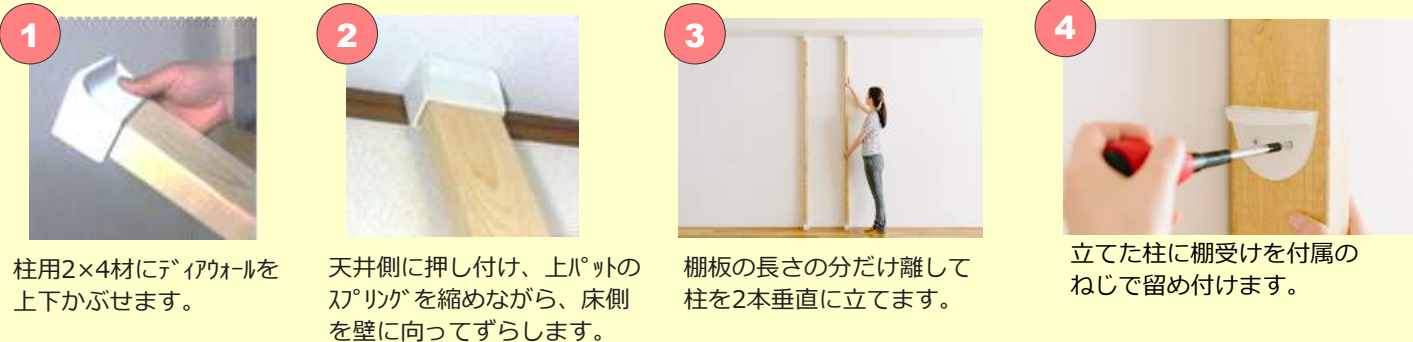 1
柱用2×4材にﾃﾞｨｱｳｫｰﾙを
上下かぶせます。
2
天井側に押し付け、上ﾊﾟｯﾄの
ｽﾌﾟﾘﾝｸﾞを縮めながら、床側
を壁に向ってずらします。
3
棚板の長さの分だけ離して
柱を2本垂直に立てます。
4
立てた柱に棚受けを付属の
ねじで留め付けます。